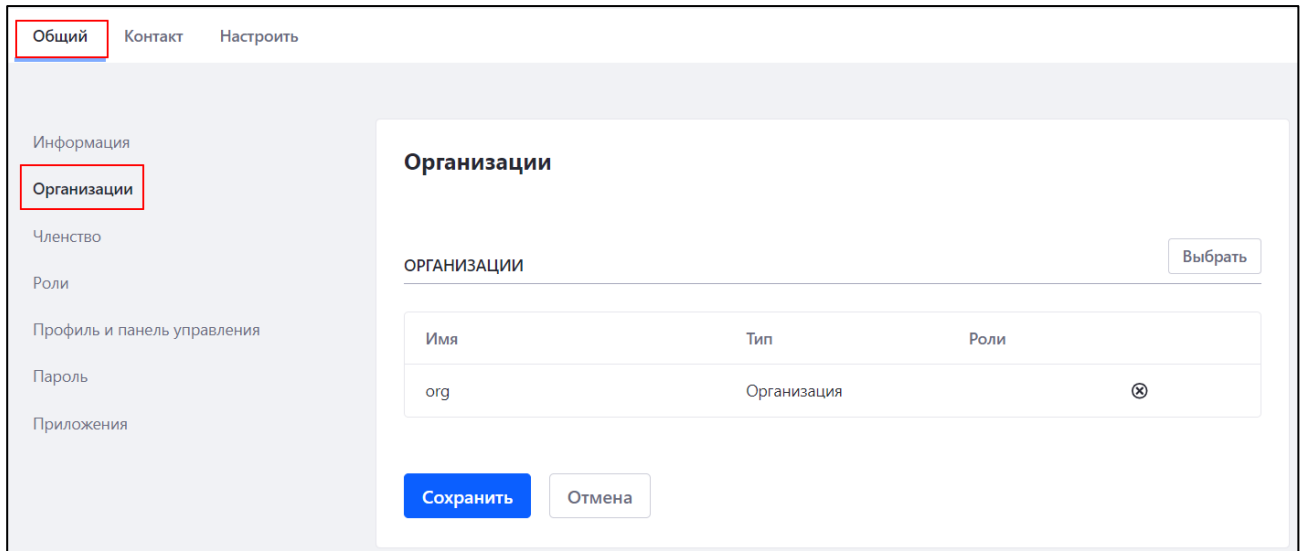 Общий Контакт Настроить
Информация
Организации
Членство
Роли
Профиль и панель управления
Пароль
Приложения
Организации
ОРГАНИЗАЦИИ Выбрать
Имя Тип Роли
org Организация
Сохранить Отмена